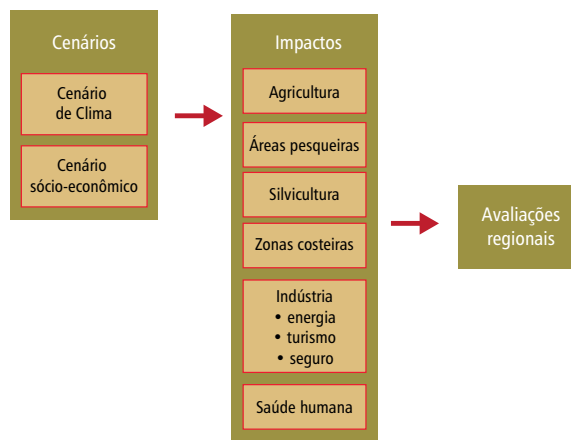 Cenários
Cenário
de Clima
Cenário
sócio-econômico
Impactos
Agricultura
Áreas pesqueiras
Silvicultura
Zonas costeiras
Indústria
• energia
• turismo
• seguro
Saúde humana
Avaliações
regionais